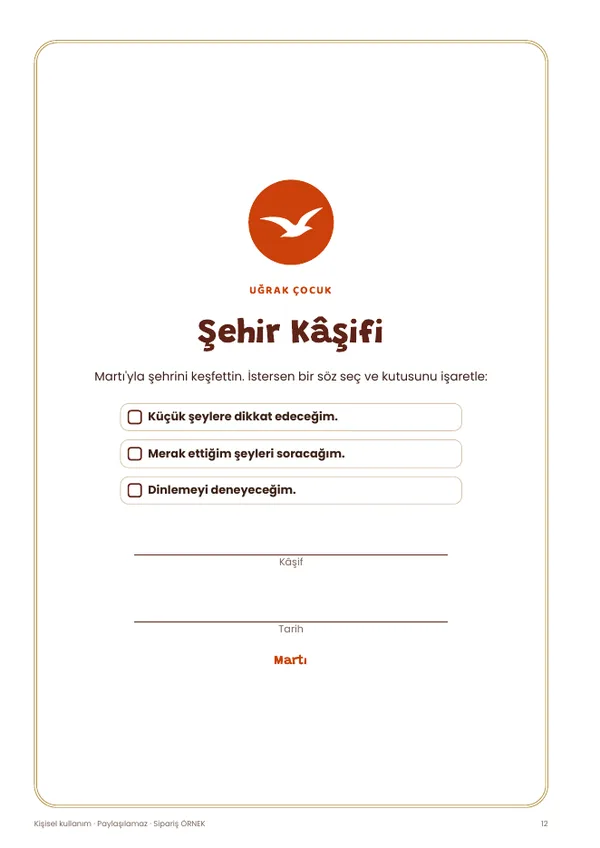 UĞRAK ÇOCUK
Şehir Kâşifi
Martı'yla şehrini keşfettin. İstersen bir söz seç ve kutusunu işaretle:
Küçük şeylere dikkat edeceğim.
Merak ettiğim şeyleri soracağım.
Dinlemeyi deneyeceğim.
Kâşif
Tarih
Martı
Kişisel kullanım · Paylaşılamaz · Sipariş ÖRNEK
12